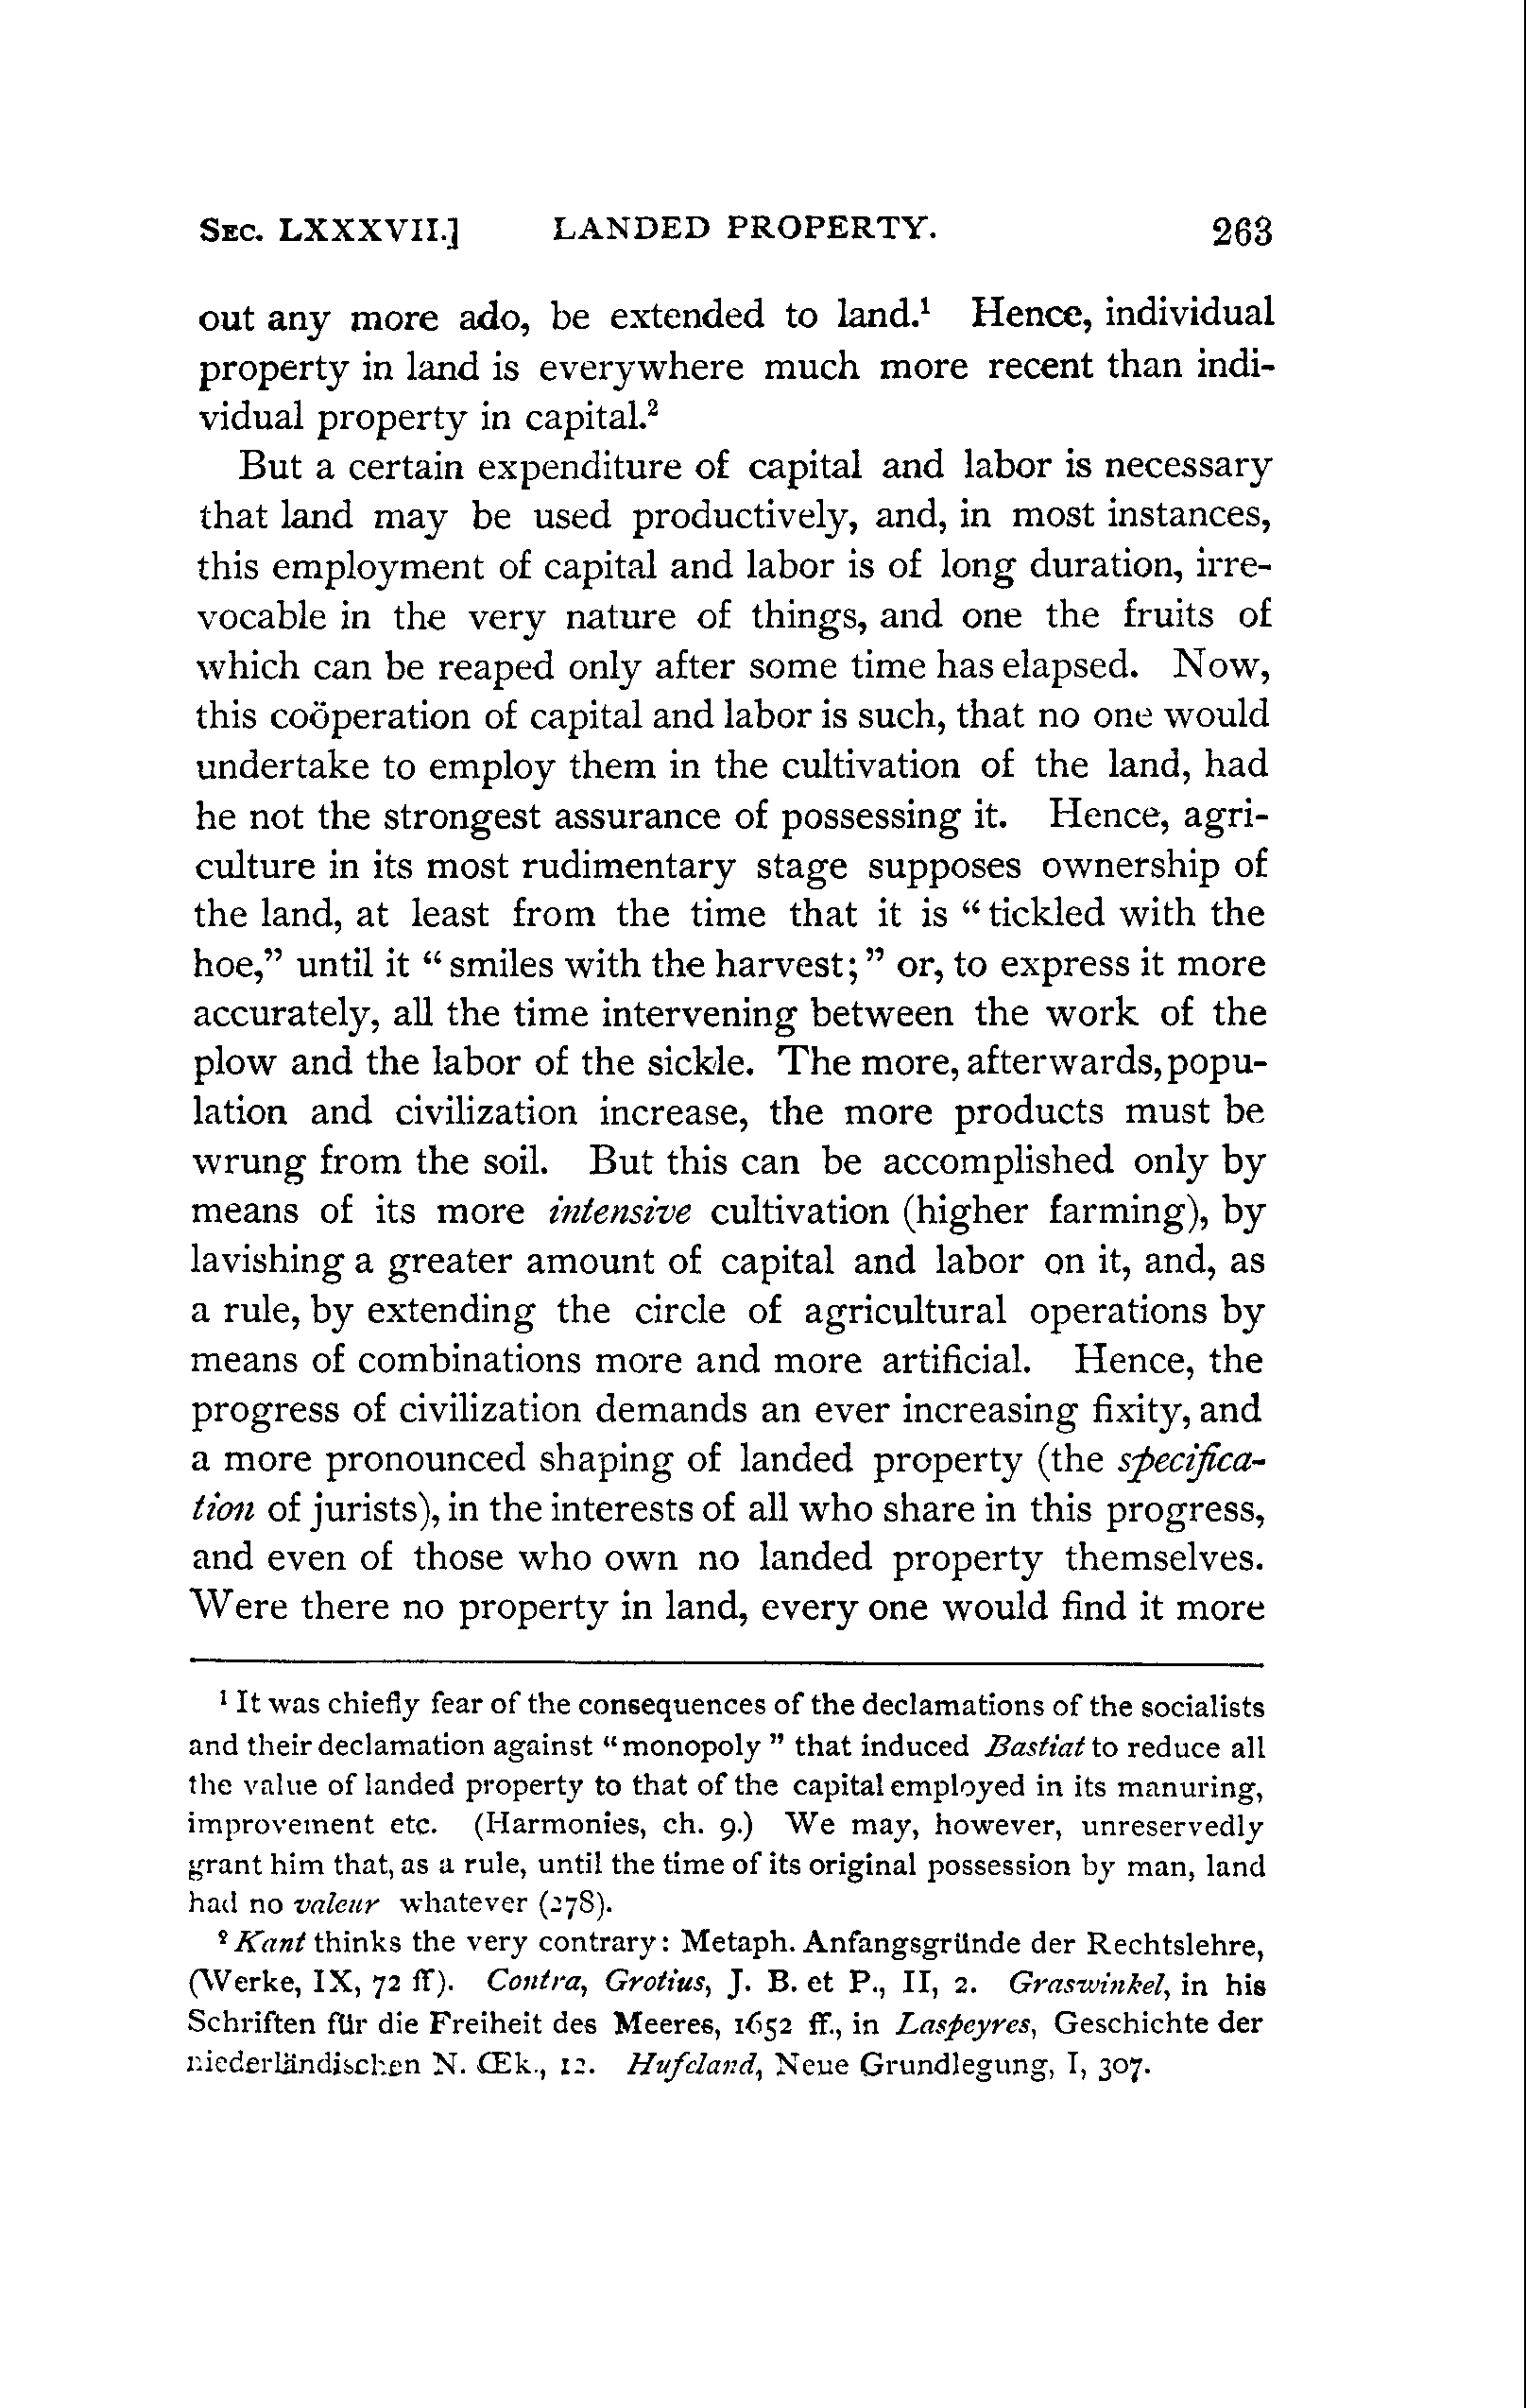 SEC. LXXXVII.] LANDED PROPERTY. 263
out any more ado, be extended to land.¹ Hence, individual
property in land is everywhere much more recent than indi-
vidual property in capital.²
But a certain expenditure of capital and labor is necessary
that land may be used productively, and, in most instances,
this employment of capital and labor is of long duration, irre-
vocable in the very nature of things, and one the fruits of
which can be reaped only after some time has elapsed. Now,
this coöperation of capital and labor is such, that no one would
undertake to employ them in the cultivation of the land, had
he not the strongest assurance of possessing it. Hence, agri-
culture in its most rudimentary stage supposes ownership of
the land, at least from the time that it is “tickled with the
hoe,” until it “smiles with the harvest;” or, to express it more
accurately, all the time intervening between the work of the
plow and the labor of the sickle. The more, afterwards, popu-
lation and civilization increase, the more products must be
wrung from the soil. But this can be accomplished only by
means of its more intensive cultivation (higher farming), by
lavishing a greater amount of capital and labor on it, and, as
a rule, by extending the circle of agricultural operations by
means of combinations more and more artificial. Hence, the
progress of civilization demands an ever increasing fixity, and
a more pronounced shaping of landed property (the specifica-
tion of jurists), in the interests of all who share in this progress,
and even of those who own no landed property themselves.
Were there no property in land, every one would find it more
¹ It was chiefly fear of the consequences of the declamations of the socialists
and their declamation against “monopoly” that induced Bastiat to reduce all
the value of landed property to that of the capital employed in its manuring,
improvement etc. (Harmonies, ch. 9.) We may, however, unreservedly
grant him that, as a rule, until the time of its original possession by man, land
had no valeur whatever (278).
² Kant thinks the very contrary: Metaph. Anfangsgründe der Rechtslehre,
(Werke, IX, 72 ff). Contra, Grotius, J. B. et P., II, 2. Graswinkel, in his
Schriften für die Freiheit des Meeres, 1652 ff., in Laspeyres, Geschichte der
niederländischen N. Œk., 12. Hufeland, Neue Grundlegung, I, 307.